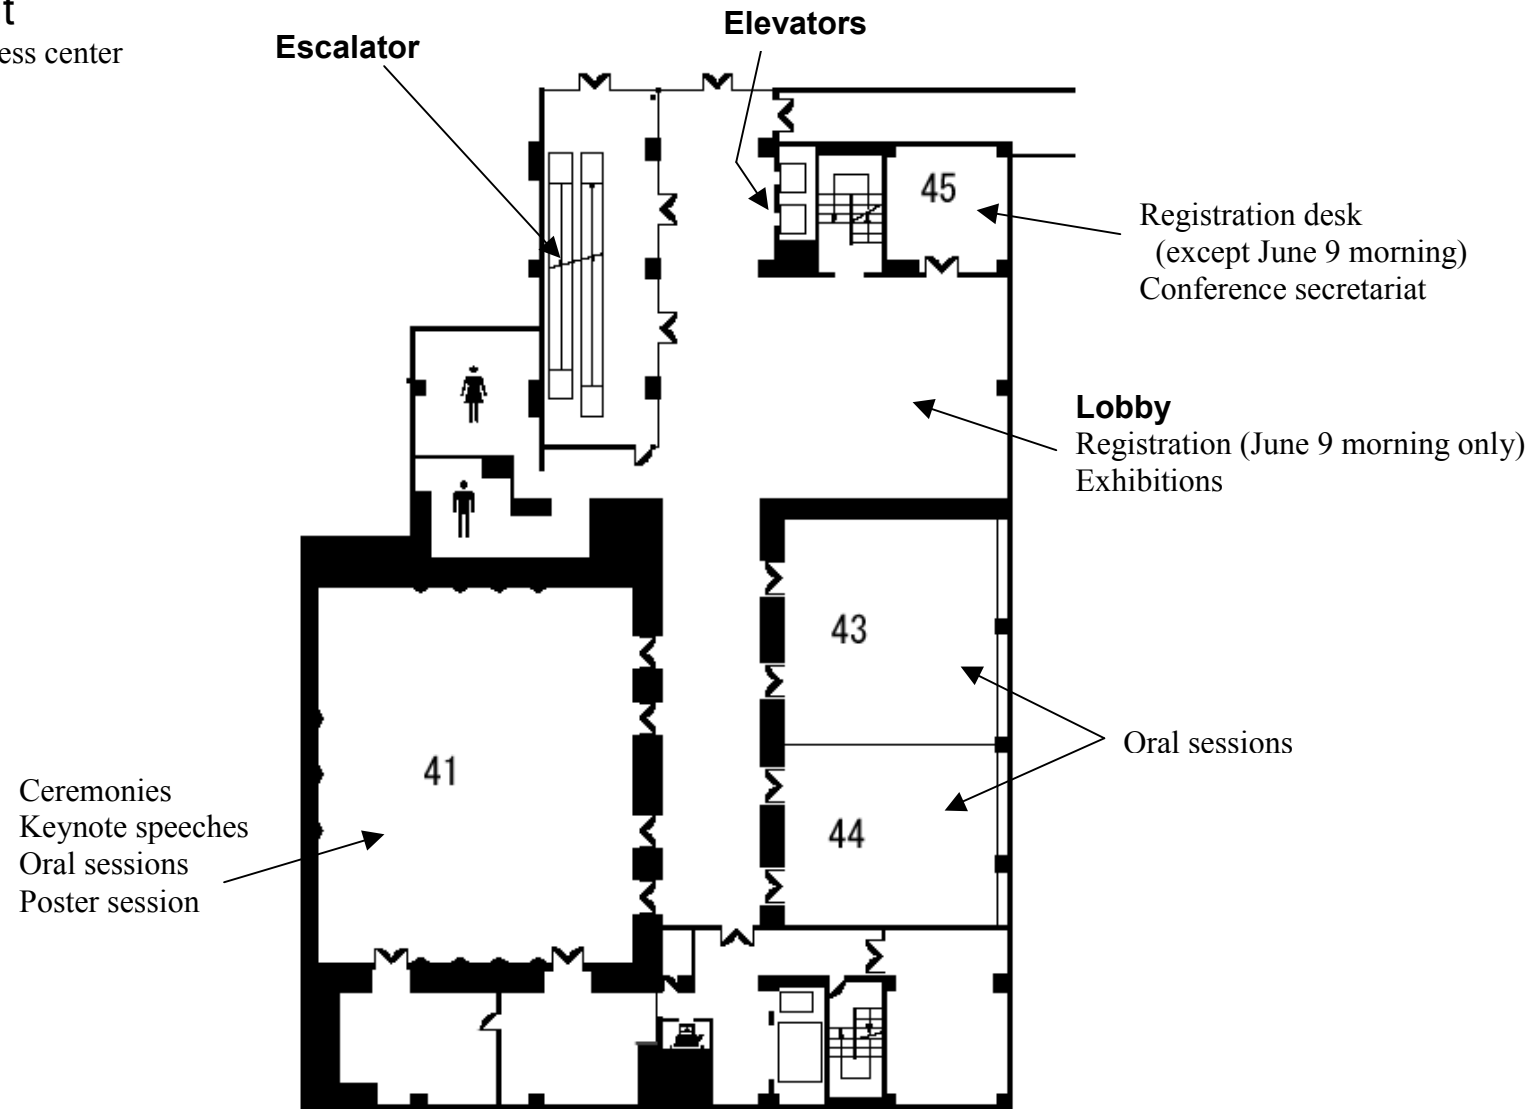 t
ess center
Escalator
Elevators
45
Registration desk
(except June 9 morning)
Conference secretariat
Lobby
Registration (June 9 morning only)
Exhibitions
43
41
Oral sessions
44
Ceremonies
Keynote speeches
Oral sessions
Poster session